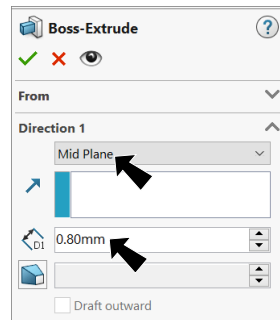 Boss-Extrude
?
From
Direction 1
Mid Plane
D1
0.80mm
Draft outward